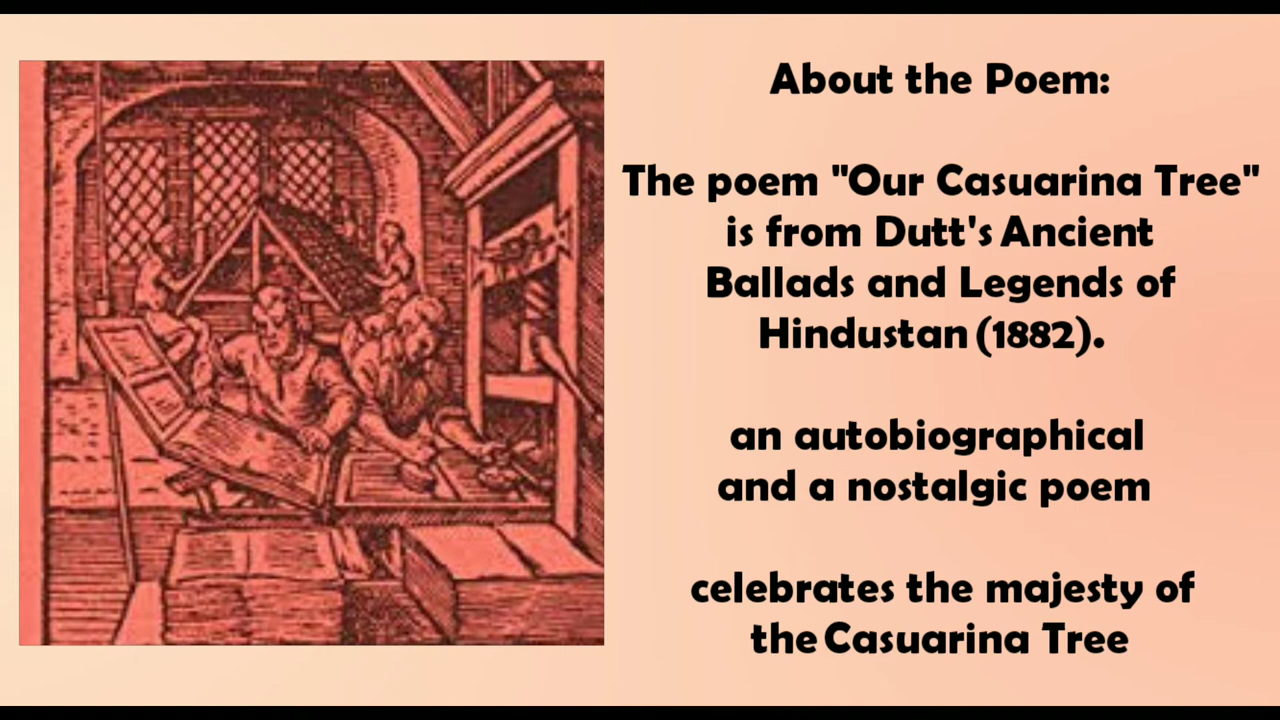 About the Poem:
The poem "Our Casuarina Tree"
is from Dutt's Ancient
Ballads and Legends of
Hindustan (1882).
an autobiographical
and a nostalgic poem
celebrates the majesty of
the Casuarina Tree